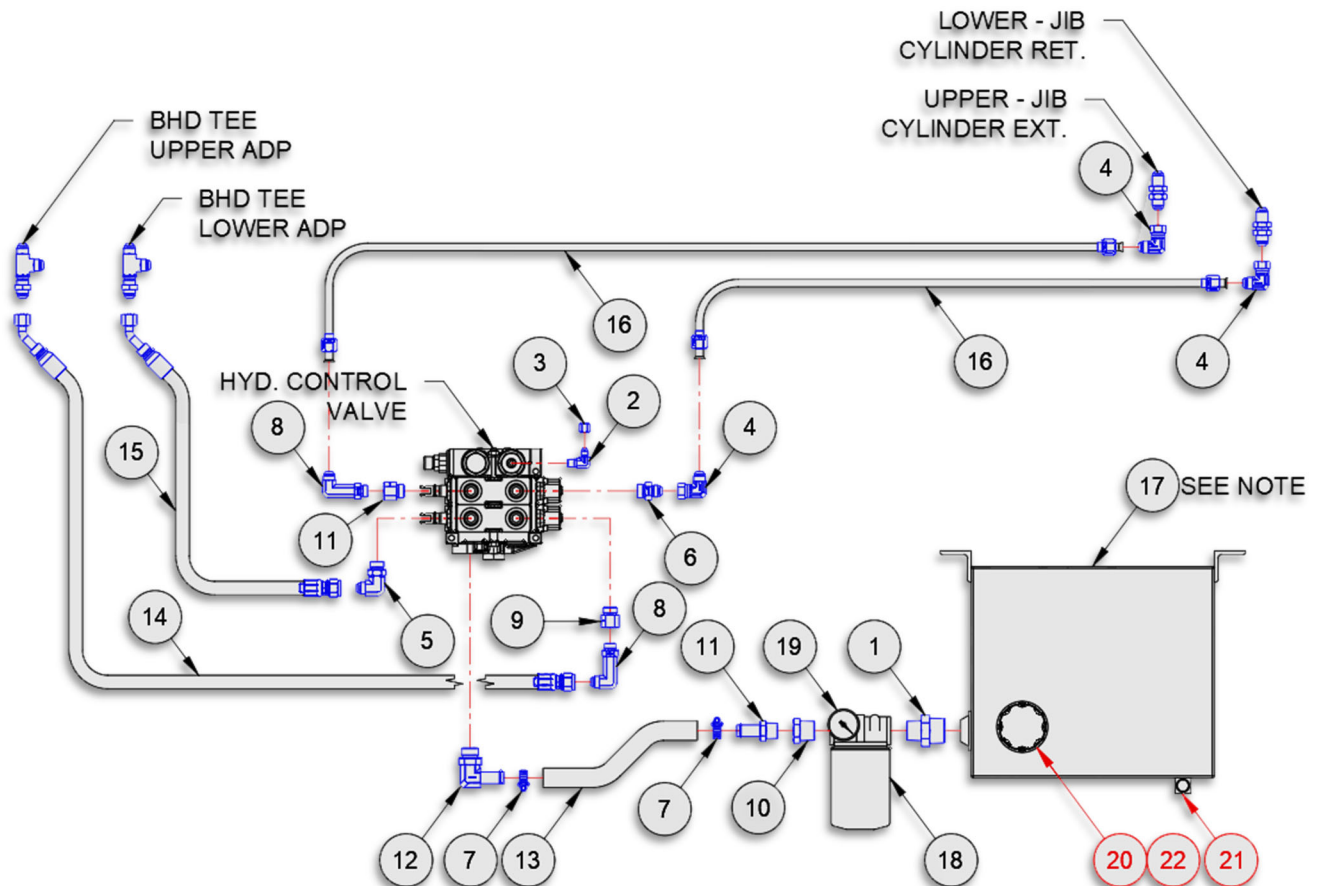 LOWER - JIB
CYLINDER RET.
UPPER - JIB
CYLINDER EXT.
BHD TEE
UPPER ADP
4
BHD TEE
LOWER ADP
16
16
4
3
HYD. CONTROL
VALVE
2
8
4
15
17 SEE NOTE
11
6
14
5
9
8
11
19
1
7
10
12
7
13
18
20
22
21